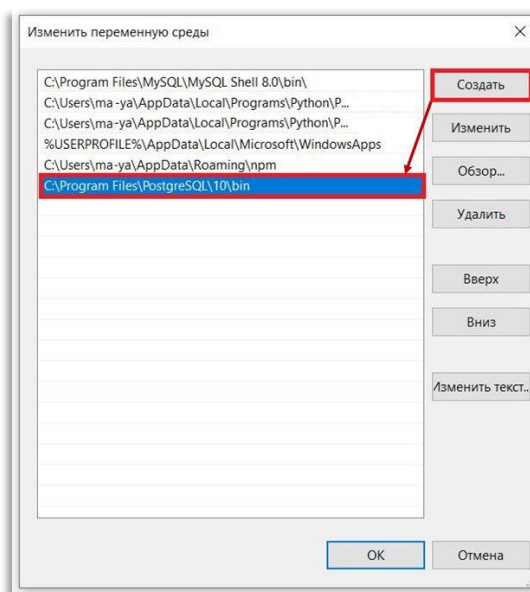 Изменить переменную среды
C:\Program Files\MySQL\MySQL Shell 8.0\bin\
C:\Users\ma-ya\AppData\Local\Programs\Python\P...
C:\Users\ma-ya\AppData\Local\Programs\Python\P...
%USERPROFILE%\AppData\Local\Microsoft\WindowsApps
C:\Users\ma-ya\AppData\Roaming\npm
C:\Program Files\PostgreSQL\10\bin
Создать
Изменить
Обзор...
Удалить
Вверх
Вниз
Изменить текст...
OK
Отмена